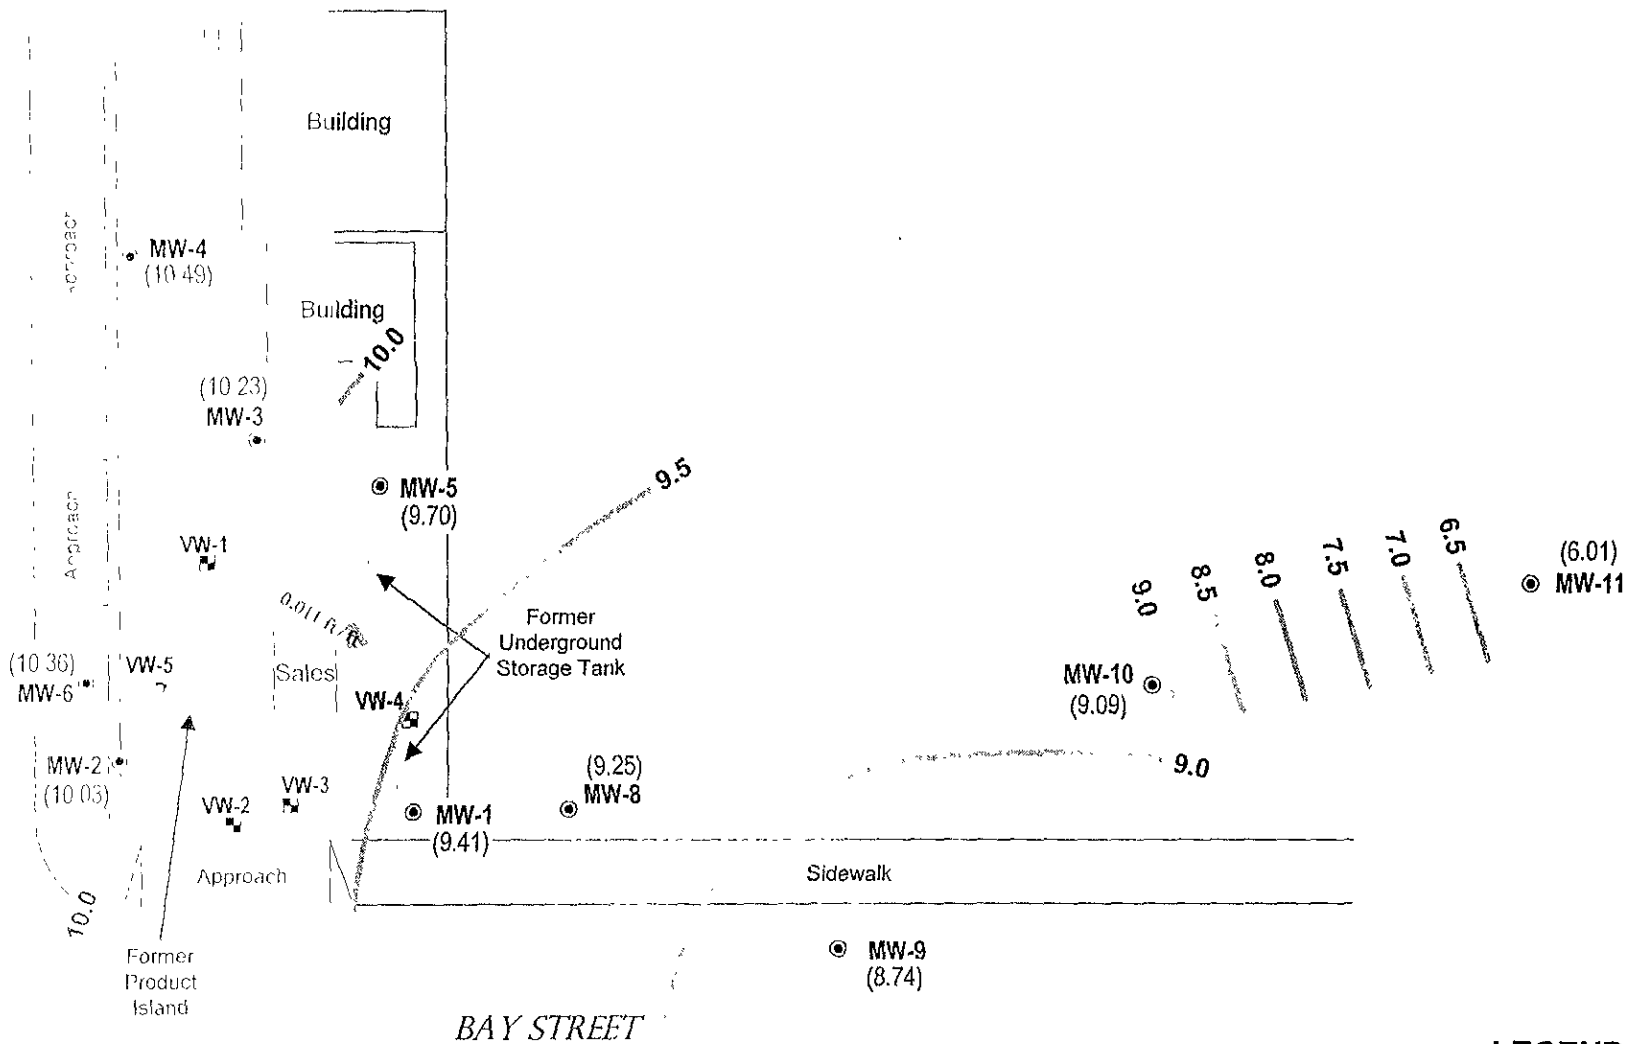 Building
MW-4
(10 49)
Building
10.0
(10 23)
MW-3
Approach
MW-5
(9.70)
9.5
VW-1
0.011 ft/ft
Former
Underground
Storage Tank
(10 36)
MW-6
VW-5
Sales
VW-4
MW-2
(10 03)
VW-2
VW-3
MW-1
(9.41)
(9.25)
MW-8
MW-10
(9.09)
9.0
8.5
8.0
7.5
7.0
6.5
(6.01)
MW-11
9.0
Approach
Sidewalk
10.0
Former
Product
Island
MW-9
(8.74)
BAY STREET